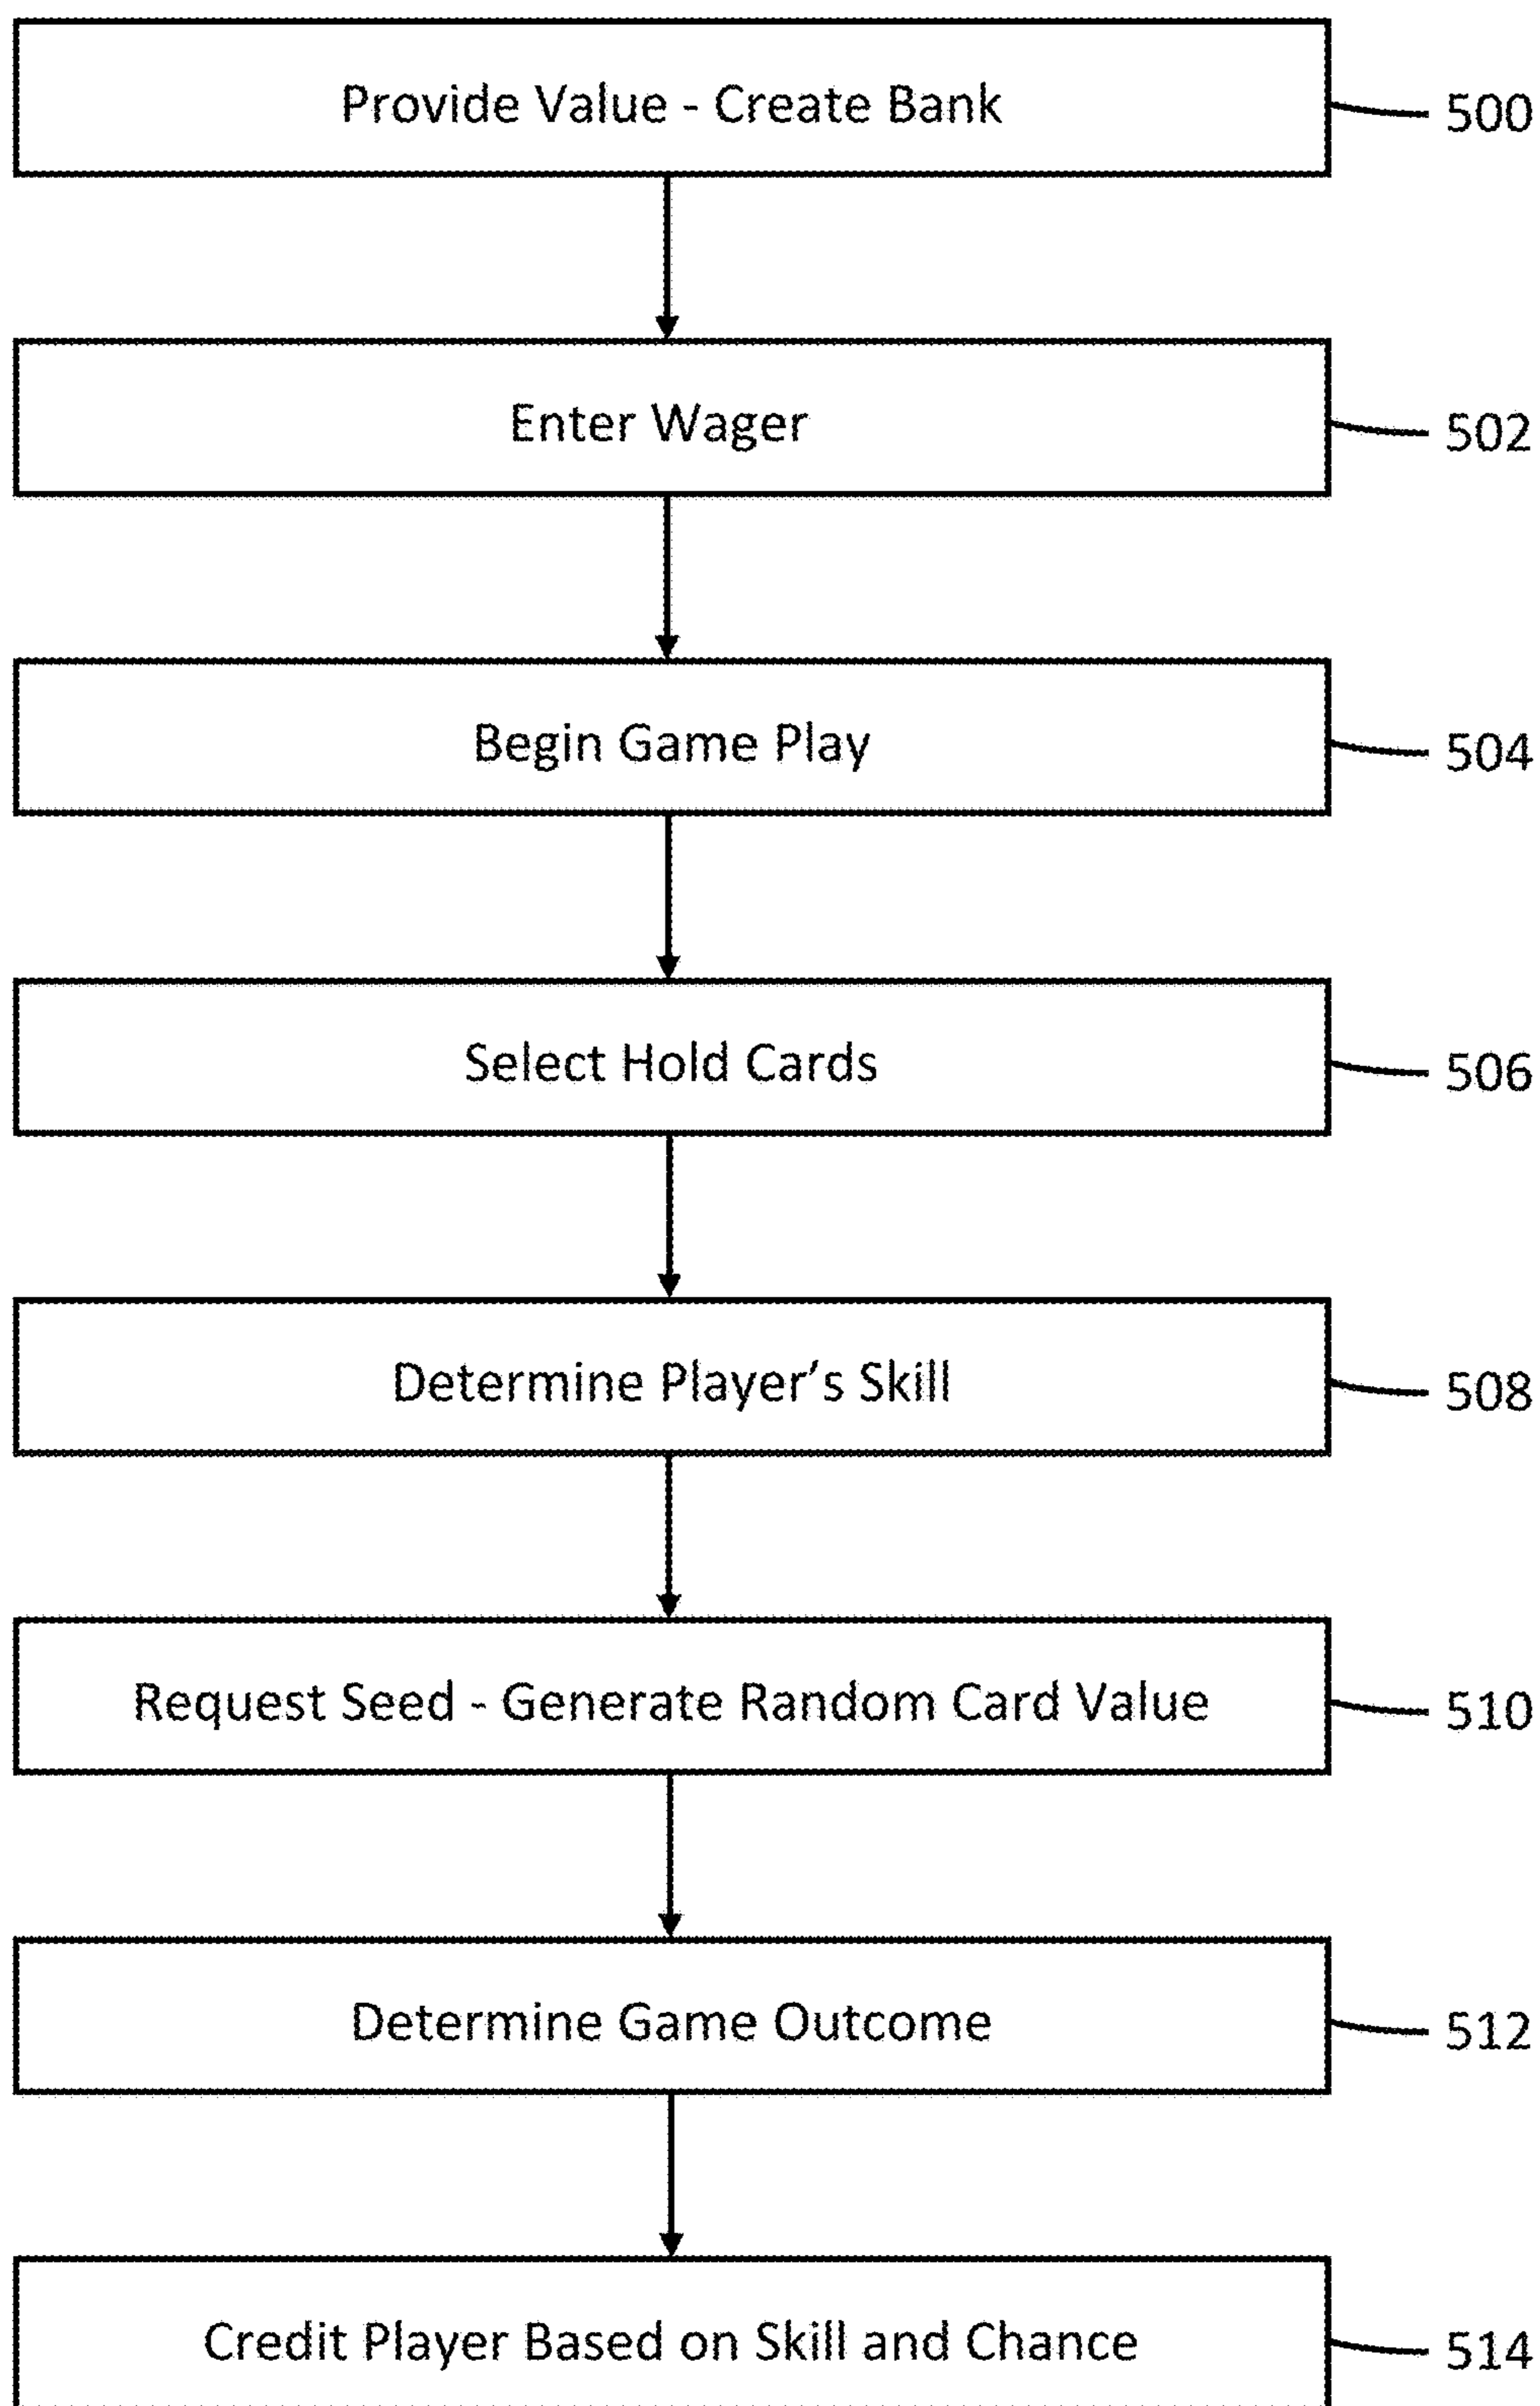 Provide Value - Create Bank
500
Enter Wager
502
Begin Game Play
504
Select Hold Cards
506
Determine Player’s Skill
508
Request Seed - Generate Random Card Value
510
Determine Game Outcome
512
Credit Player Based on Skill and Chance
514